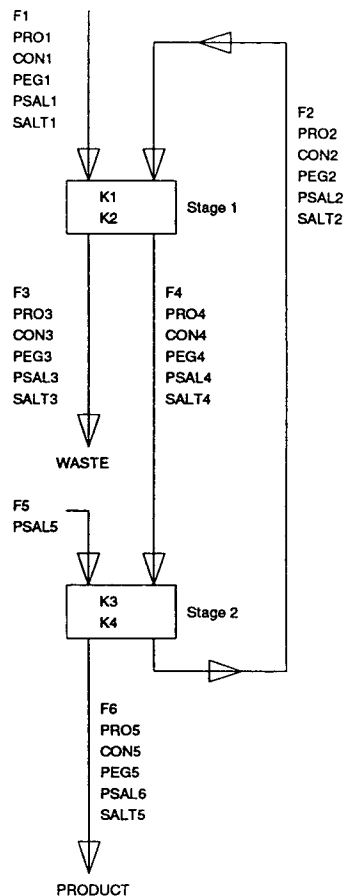 F1
PRO1
CON1
PEG1
PSAL1
SALT1
F2
PRO2
CON2
PEG2
PSAL2
SALT2
K1
K2
Stage 1
F3
PRO3
CON3
PEG3
PSAL3
SALT3
F4
PRO4
CON4
PEG4
PSAL4
SALT4
WASTE
F5
PSAL5
K3
K4
Stage 2
F6
PRO5
CON5
PEG5
PSAL6
SALT5
PRODUCT